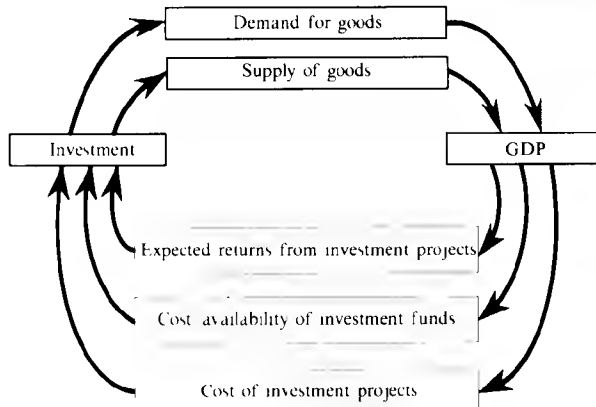 Demand for goods
Supply of goods
Investment
GDP
Expected returns from investment projects
Cost availability of investment funds
Cost of investment projects